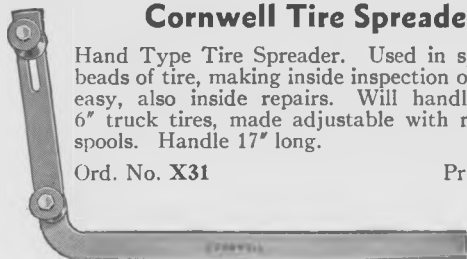 Cornwell Tire Spreade
Hand Type Tire Spreader. Used in s
beads of tire, making inside inspection o
easy, also inside repairs. Will handl
6″ truck tires, made adjustable with r
spools. Handle 17″ long.
Ord. No. X31 Pr
CORNWELL